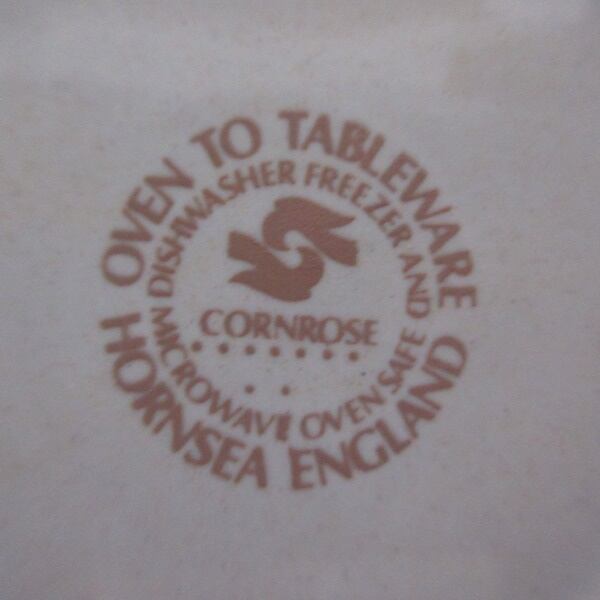 OVEN TO TABLEWARE
DISHWASHER FREEZER AND
CORNROSE
MICROWAVE OVEN SAFE
HORNSEA ENGLAND